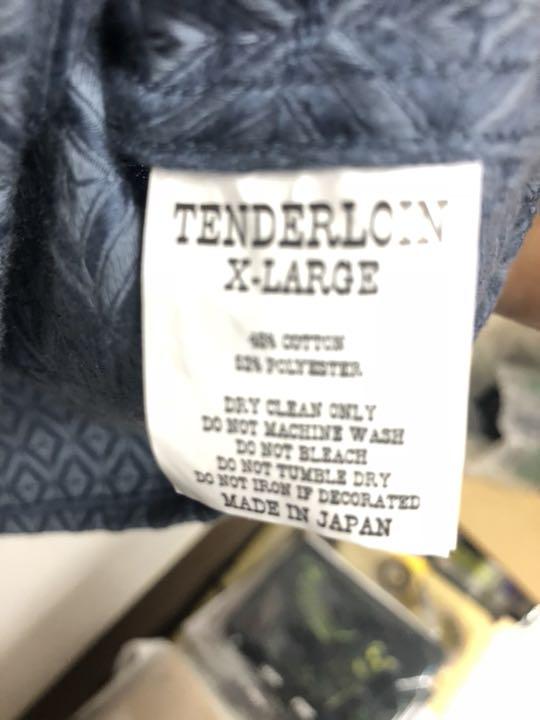 TENDERLOIN
X-LARGE
COTTON
POLYESTER
DRY CLEAN ONLY
DO NOT MACHINE WASH
DO NOT BLEACH
DO NOT TUMBLE DRY
DO NOT IRON IF DECORATED
MADE IN JAPAN